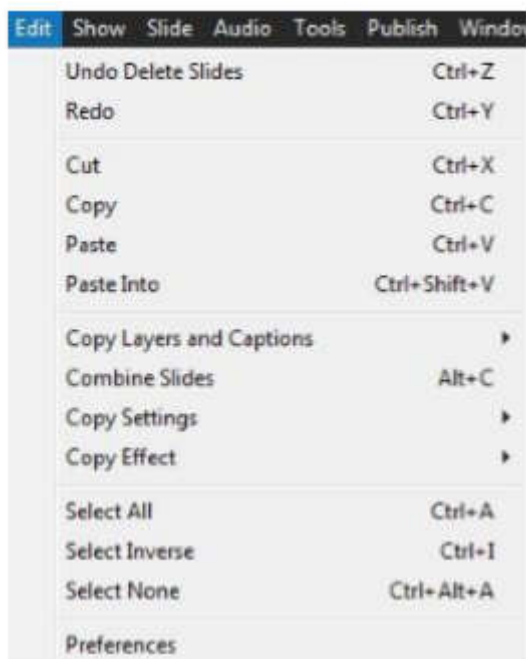 Edit Show Slide Audio Tools Publish
Undo Delete Slides Ctrl+Z
Redo Ctrl+Y
Cut Ctrl+X
Copy Ctrl+C
Paste Ctrl+V
Paste Into Ctrl+Shift+V
Copy Layers and Captions
Combine Slides Alt+C
Copy Settings
Copy Effect
Select All Ctrl+A
Select Inverse Ctrl+I
Select None Ctrl+Alt+A
Preferences